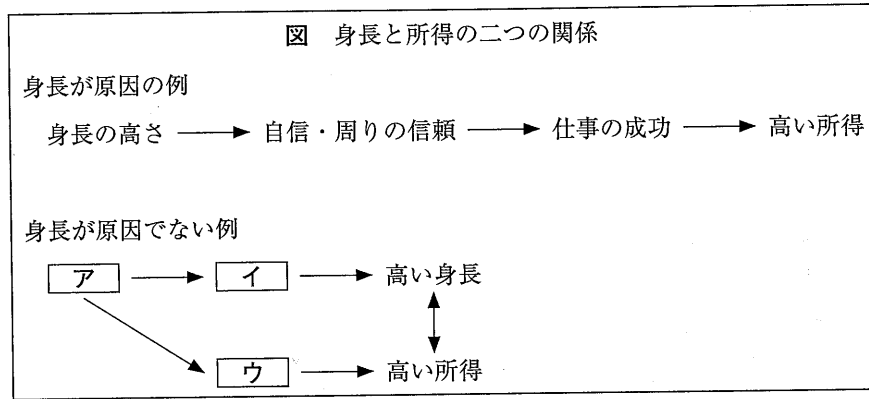 図 身長と所得の二つの関係
身長が原因の例
身長の高さ → 自信・周りの信頼 → 仕事の成功 → 高い所得
身長が原因でない例
ア → イ → 高い身長
ウ → 高い所得